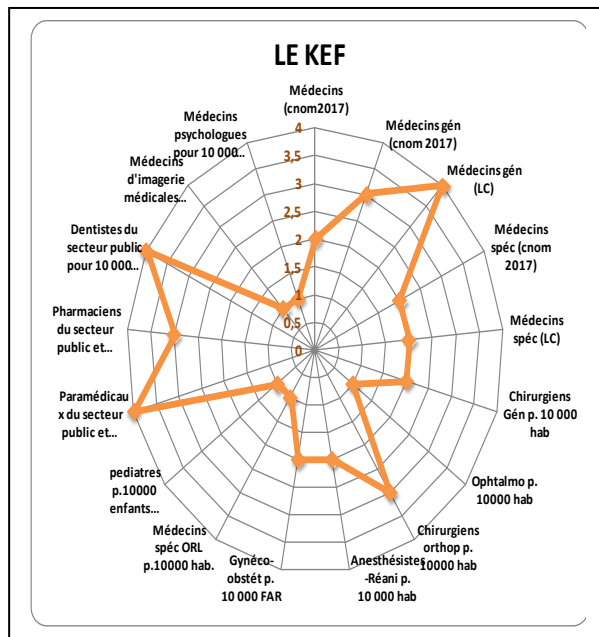 LE KEF
Médecins
(cnom2017)
Médecins gén
(cnom 2017)
Médecins gén
(LC)
Médecins
spéc (cnom
2017)
Médecins
spéc (LC)
Chirurgiens
Gén p. 10 000
hab
Ophtalmo p.
10000 hab
Chirurgiens
orthop p.
10000 hab
Anesthésistes
-Réani p.
10 000 hab
Gynéco-
obstét p.
10 000 FAR
Médecins
spéc ORL
p.10000 hab.
pediatres
p.10000
enfants...
Paramédicau
x du secteur
public et...
Pharmaciens
du secteur
public et...
Dentistes du
secteur public
pour 10 000...
Médecins
d'imagerie
médicales...
Médecins
psychologues
pour 10 000...
4
3,5
3
2,5
2
1,5
1
0,5
0